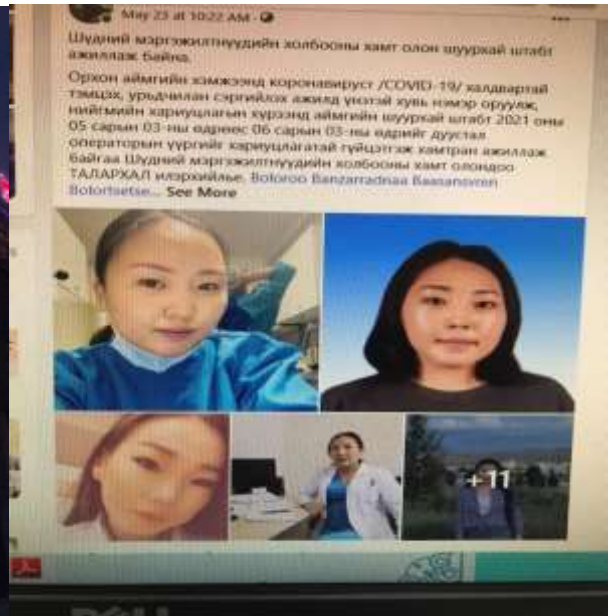 May 23 at 10:22 AM
Шүдний мэргэжилтнүүдийн холбооны хамт олон шуурхай штабт
ажиллаж байна.
Орхон аймгийн хэмжээнд коронавируст /COVID-19/ халдвартай
тэмцэх, урьдчилан сэргийлэх ажилд үнэтэй хувь нэмэр оруулж,
нийгмийн хариуцлагын хүрээнд аймгийн шуурхай штабт 2021 оны
05 сарын 03-ны өдрөөс 06 сарын 03-ны өдрийг дуустал
операторын үүргийг хариуцлагатай гүйцэтгэж хамтран ажиллаж
байгаа Шүдний мэргэжилтнүүдийн холбооны хамт олондоо
ТАЛАРХАЛ илэрхийлье. Boloroo Banzarradnaa Baasansvren
Bolortsetse... See More
+11
DELL